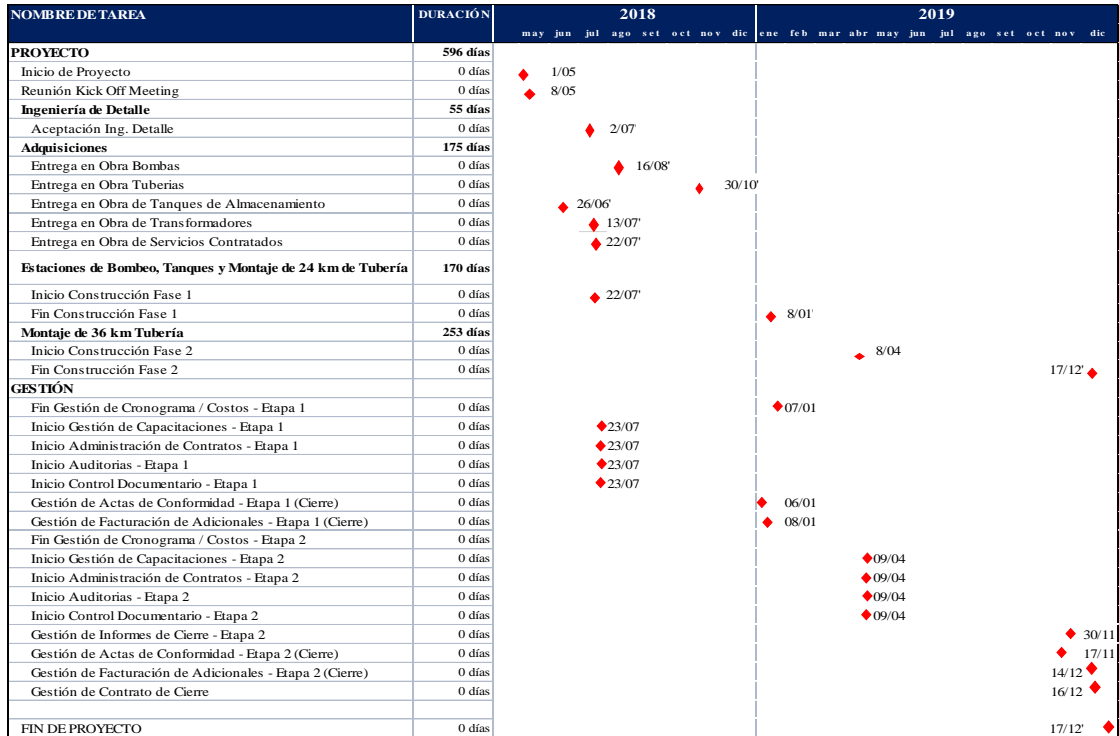 NOMBRE DE TAREA DURACIÓN 2018 2019
may jun jul ago set oct nov dic ene feb mar abr may jun jul ago set oct nov dic
PROYECTO 596 días
Inicio de Proyecto 0 días 1/05
Reunión Kick Off Meeting 0 días 8/05
Ingeniería de Detalle 55 días
Aceptación Ing. Detalle 0 días 2/07
Adquisiciones 175 días
Entrega en Obra Bombas 0 días 16/08'
Entrega en Obra Tuberias 0 días 30/10'
Entrega en Obra de Tanques de Almacenamiento 0 días 26/06'
Entrega en Obra de Transformadores 0 días 13/07'
Entrega en Obra de Servicios Contratados 0 días 22/07'
Estaciones de Bombeo, Tanques y Montaje de 24 km de Tubería 170 días
Inicio Construcción Fase 1 0 días 22/07'
Fin Construcción Fase 1 0 días 8/01'
Montaje de 36 km Tubería 253 días
Inicio Construcción Fase 2 0 días 8/04
Fin Construcción Fase 2 0 días 17/12'
GESTIÓN
Fin Gestión de Cronograma / Costos - Etapa 1 0 días 07/01
Inicio Gestión de Capacitaciones - Etapa 1 0 días 23/07
Inicio Administración de Contratos - Etapa 1 0 días 23/07
Inicio Auditorias - Etapa 1 0 días 23/07
Inicio Control Documentario - Etapa 1 0 días 23/07
Gestión de Actas de Conformidad - Etapa 1 (Cierre) 0 días 06/01
Gestión de Facturación de Adicionales - Etapa 1 (Cierre) 0 días 08/01
Fin Gestión de Cronograma / Costos - Etapa 2 0 días
Inicio Gestión de Capacitaciones - Etapa 2 0 días 09/04
Inicio Administración de Contratos - Etapa 2 0 días 09/04
Inicio Auditorias - Etapa 2 0 días 09/04
Inicio Control Documentario - Etapa 2 0 días 09/04
Gestión de Informes de Cierre - Etapa 2 0 días 30/11
Gestión de Actas de Conformidad - Etapa 2 (Cierre) 0 días 17/11
Gestión de Facturación de Adicionales - Etapa 2 (Cierre) 0 días 14/12
Gestión de Contrato de Cierre 0 días 16/12
FIN DE PROYECTO 0 días 17/12'